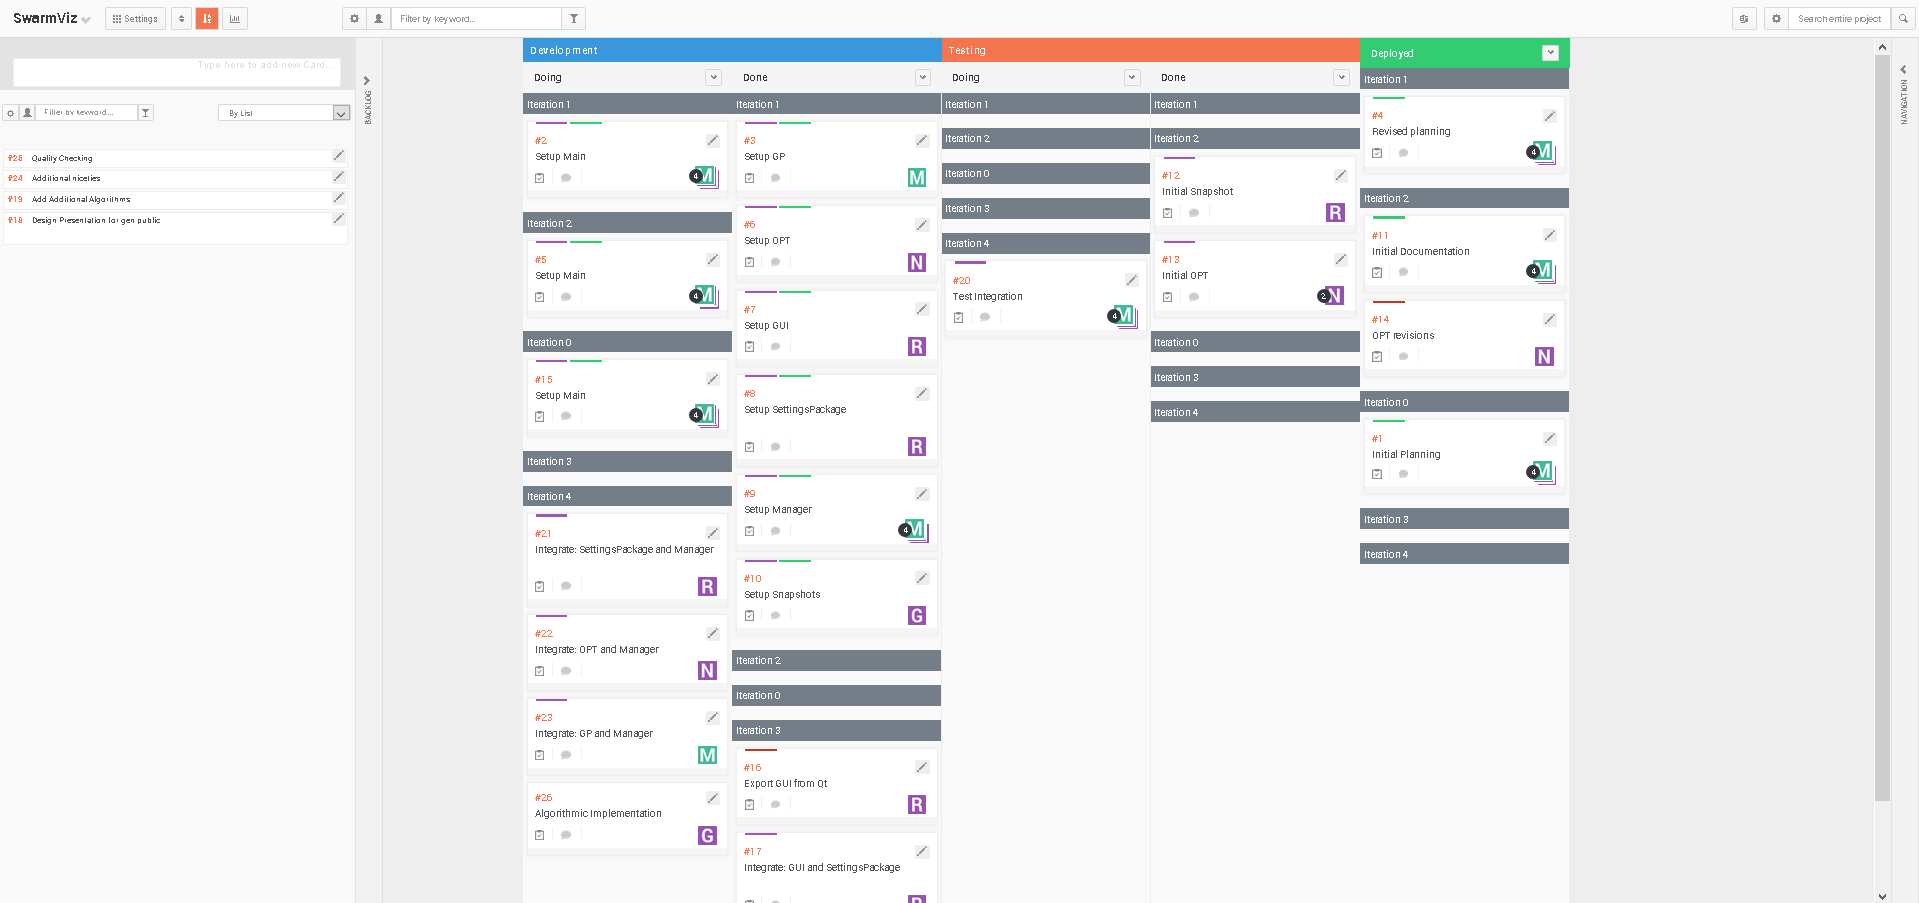 SwarmViz
Settings
Filter by keyword...
Search entire project
Type here to add new Card...
Filter by keyword...
By List
#25 Quality Checking
#24 Additional niceties
#19 Add Additional Algorithms
#18 Design Presentation for gen public
BACKLOG
Development
Doing
Iteration 1
#2
Setup Main
4 M
Iteration 2
#5
Setup Main
4 M
Iteration 0
#15
Setup Main
4 M
Iteration 3
Iteration 4
#21
Integrate: SettingsPackage and Manager
R
#22
Integrate: OPT and Manager
N
#23
Integrate: GP and Manager
M
#26
Algorithmic Implementation
G
Done
Iteration 1
#3
Setup GP
M
#6
Setup OPT
N
#7
Setup GUI
R
#8
Setup SettingsPackage
R
#9
Setup Manager
4 M
#10
Setup Snapshots
G
Iteration 2
Iteration 0
Iteration 3
#16
Export GUI from Qt
R
#17
Integrate: GUI and SettingsPackage
Testing
Doing
Iteration 1
Iteration 2
Iteration 0
Iteration 3
Iteration 4
#20
Test Integration
4 M
Done
Iteration 1
Iteration 2
#12
Initial Snapshot
R
#13
Initial OPT
2 N
Iteration 0
Iteration 3
Iteration 4
Deployed
Iteration 1
#4
Revised planning
4 M
Iteration 2
#11
Initial Documentation
4 M
#14
OPT revisions
N
Iteration 0
#1
Initial Planning
4 M
Iteration 3
Iteration 4
NAVIGATION